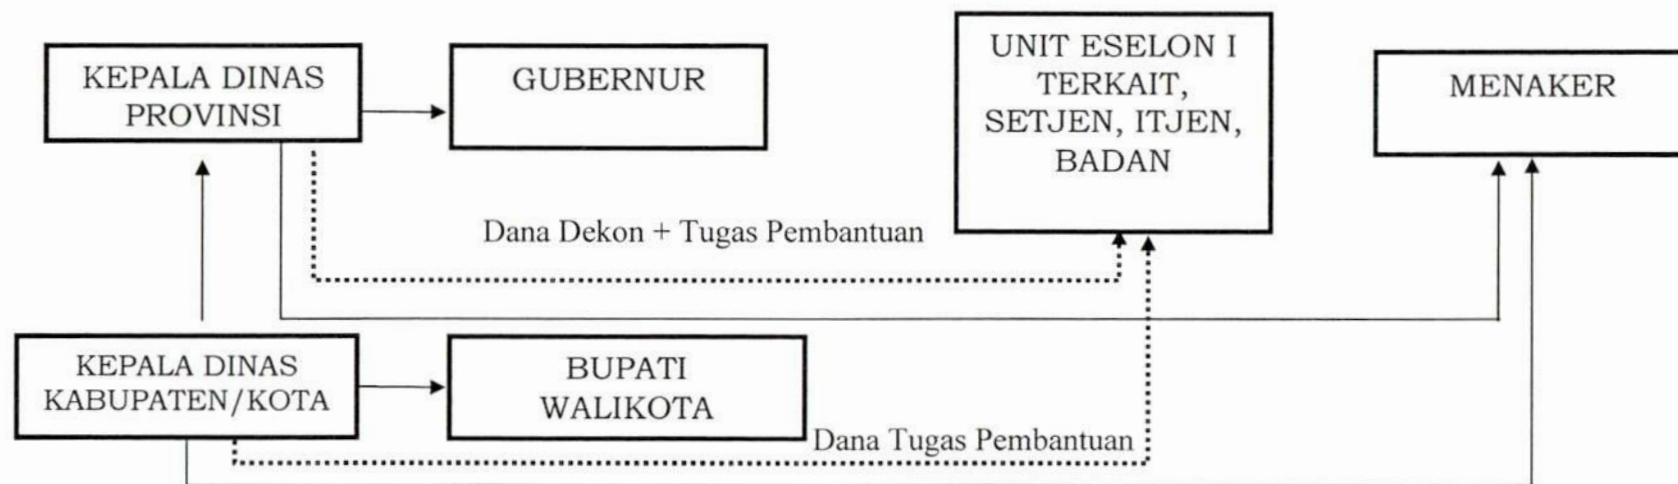 KEPALA DINAS
PROVINSI
GUBERNUR
UNIT ESELON I
TERKAIT,
SETJEN, ITJEN,
BADAN
MENAKER
Dana Dekon + Tugas Pembantuan
KEPALA DINAS
KABUPATEN/KOTA
BUPATI
WALIKOTA
Dana Tugas Pembantuan